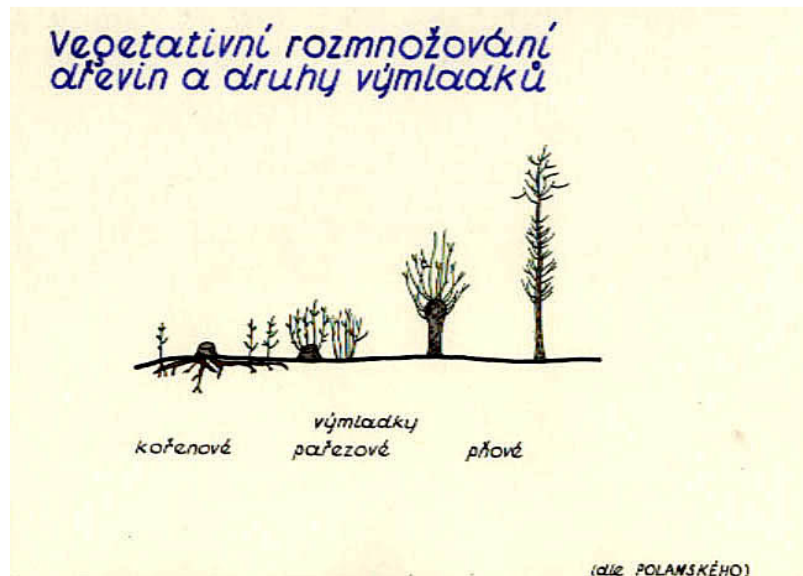 Vegetativní rozmnožování
dřevin a druhy výmladků
výmladky
kořenové pařezové pňové
(dle POLANSKÉHO)